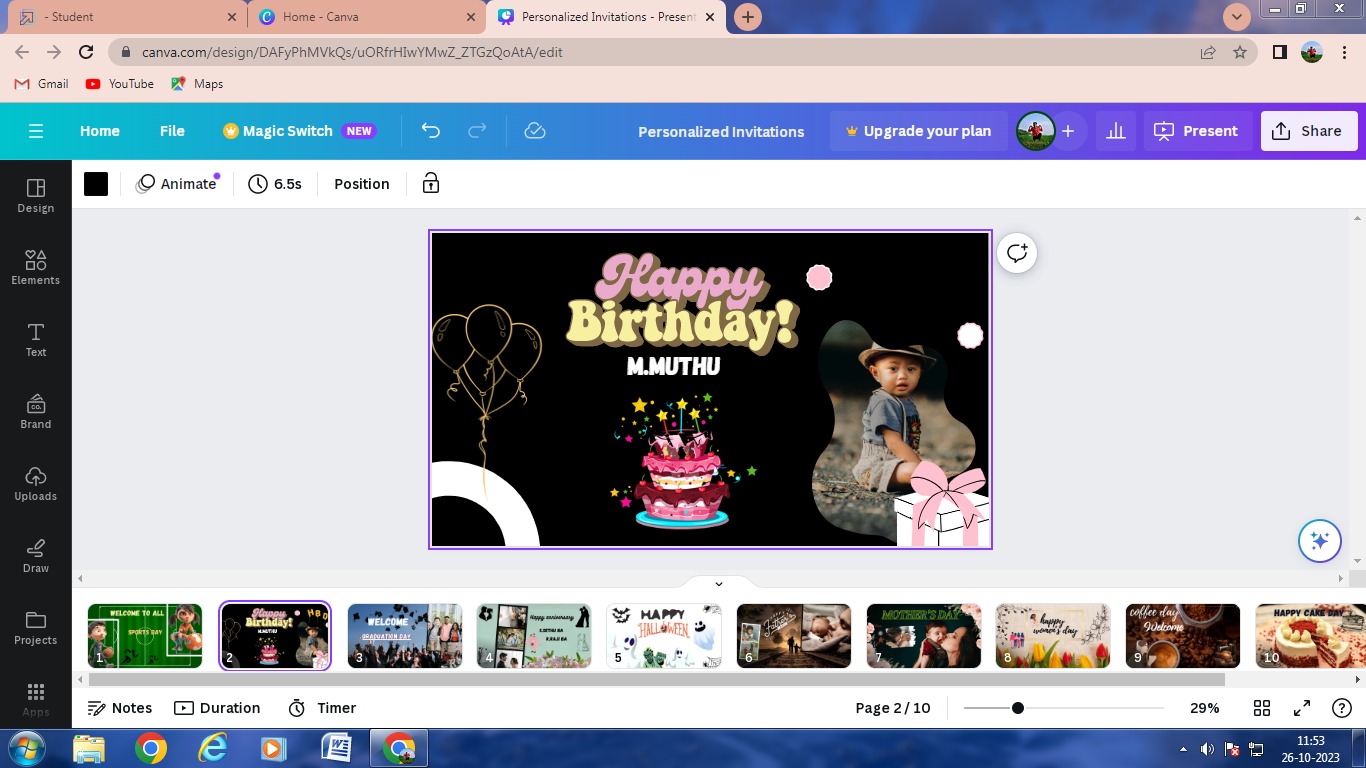 - Student
Home - Canva
Personalized Invitations - Present
canva.com/design/DAFyPhMVkQs/uORfrHIwYMwZ_ZTGzQoAtA/edit
Gmail
YouTube
Maps
Home
File
Magic Switch
NEW
Personalized Invitations
Upgrade your plan
Present
Share
Animate
6.5s
Position
Design
Elements
Text
Brand
Uploads
Draw
Projects
Apps
Happy
Birthday!
M.MUTHU
WELCOME TO ALL
SPORTS DAY
1
Happy
Birthday!
M.MUTHU
H B D
2
WELCOME
GRADUATION DAY
3
Happy anniversary
4
HAPPY
HALLOWEEN
5
Father's
6
MOTHER'S DAY
7
happy
women's day
8
coffee day
Welcome
9
HAPPY CAKE DAY
10
Notes
Duration
Timer
Page 2 / 10
29%
11:53
26-10-2023